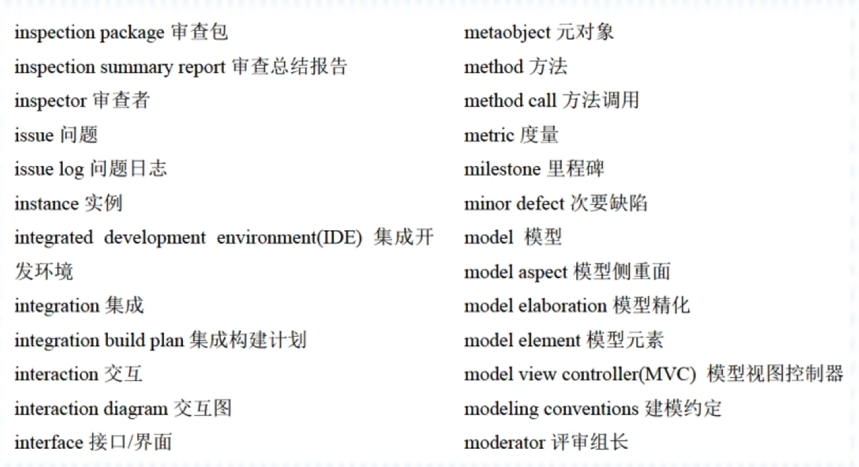 inspection package 审查包
inspection summary report 审查总结报告
inspector 审查者
issue 问题
issue log 问题日志
instance 实例
integrated development environment(IDE) 集成开
发环境
integration 集成
integration build plan 集成构建计划
interaction 交互
interaction diagram 交互图
interface 接口/界面
metaobject 元对象
method 方法
method call 方法调用
metric 度量
milestone 里程碑
minor defect 次要缺陷
model 模型
model aspect 模型侧重面
model elaboration 模型精化
model element 模型元素
model view controller(MVC) 模型视图控制器
modeling conventions 建模约定
moderator 评审组长